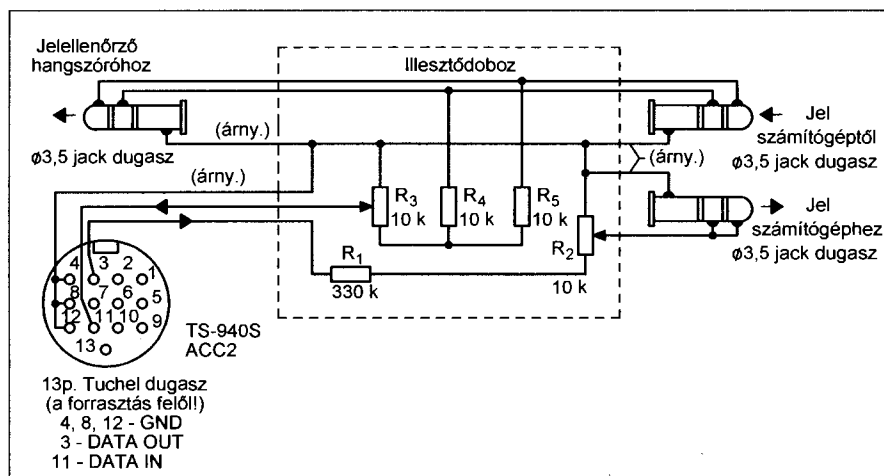 Jelellenőrző
hangszóróhoz
ø3,5 jack dugasz
Illesztődoboz
(árny.)
(árny.)
(árny.)
Jel
számítógéptől
ø3,5 jack dugasz
Jel
számítógéphez
ø3,5 jack dugasz
R3
10 k
R4
10 k
R5
10 k
R2
10 k
R1
330 k
4 3 2 1
8 7 6 5
12 11 10 9
13
TS-940S
ACC2
13p. Tuchel dugasz
(a forrasztás felől!)
4, 8, 12 - GND
3 - DATA OUT
11 - DATA IN